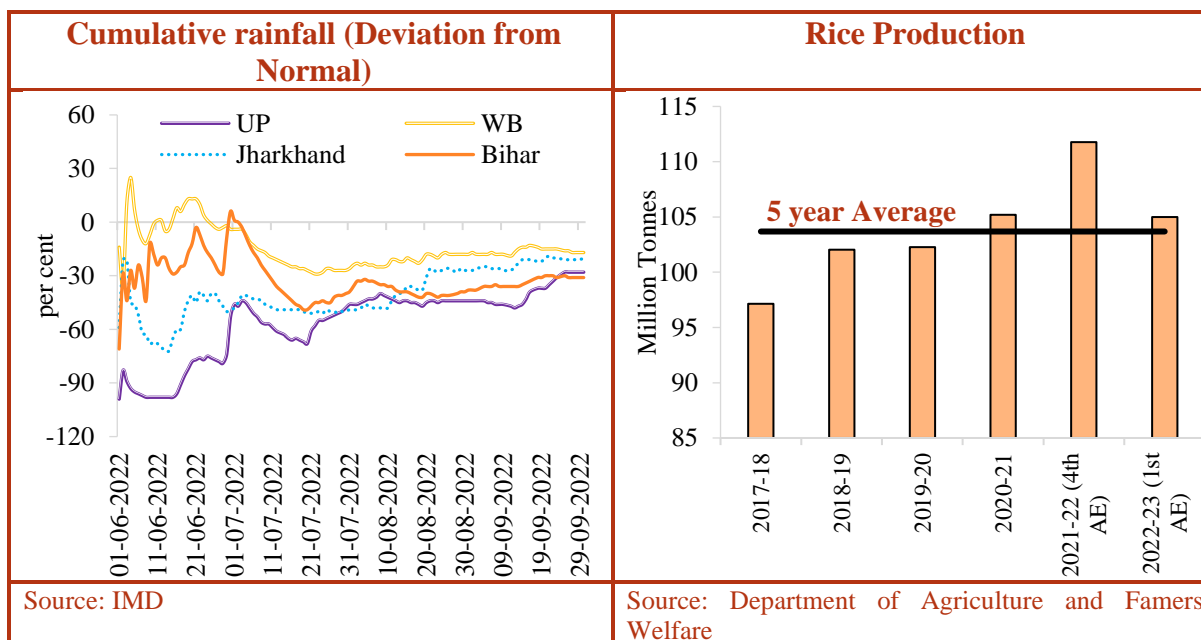 Cumulative rainfall (Deviation from
Normal)
60
30
0
-30
-60
-90
-120
per cent
UP
WB
Jharkhand
Bihar
01-06-2022
11-06-2022
21-06-2022
01-07-2022
11-07-2022
21-07-2022
31-07-2022
10-08-2022
20-08-2022
30-08-2022
09-09-2022
19-09-2022
29-09-2022
Source: IMD
Rice Production
115
110
105
100
95
90
85
Million Tonnes
5 year Average
2017-18
2018-19
2019-20
2020-21
2021-22 (4th
AE)
2022-23 (1st
AE)
Source: Department of Agriculture and Famers
Welfare